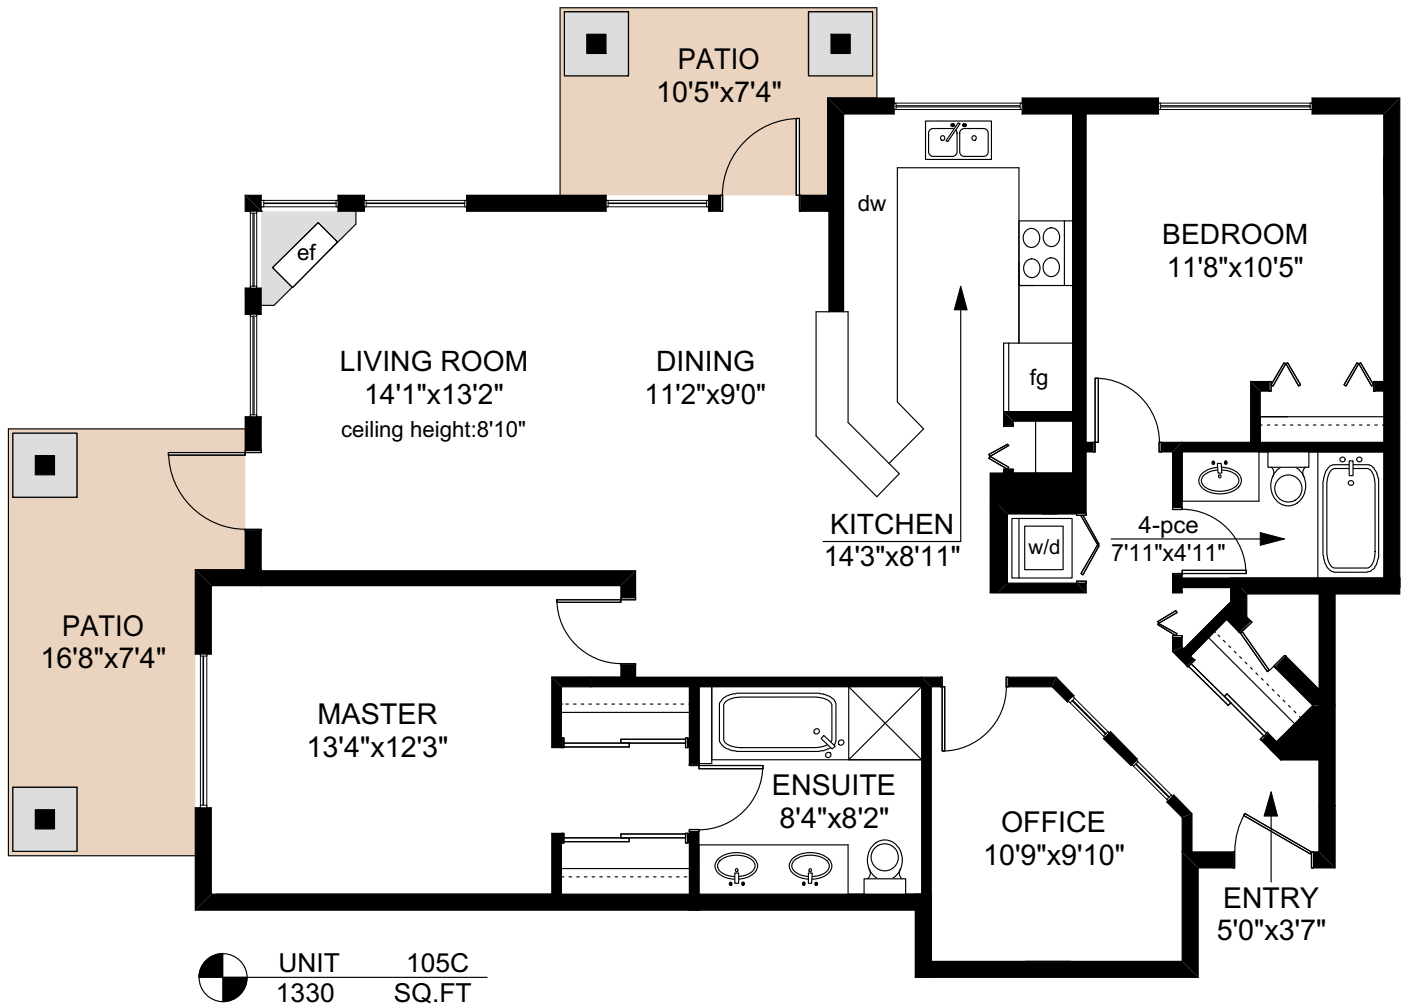 PATIO
10'5"x7'4"
dw
BEDROOM
11'8"x10'5"
ef
LIVING ROOM
14'1"x13'2"
ceiling height:8'10"
DINING
11'2"x9'0"
fg
KITCHEN
14'3"x8'11"
w/d
4-pce
7'11"x4'11"
PATIO
16'8"x7'4"
MASTER
13'4"x12'3"
ENSUITE
8'4"x8'2"
OFFICE
10'9"x9'10"
ENTRY
5'0"x3'7"
UNIT 105C
1330 SQ.FT